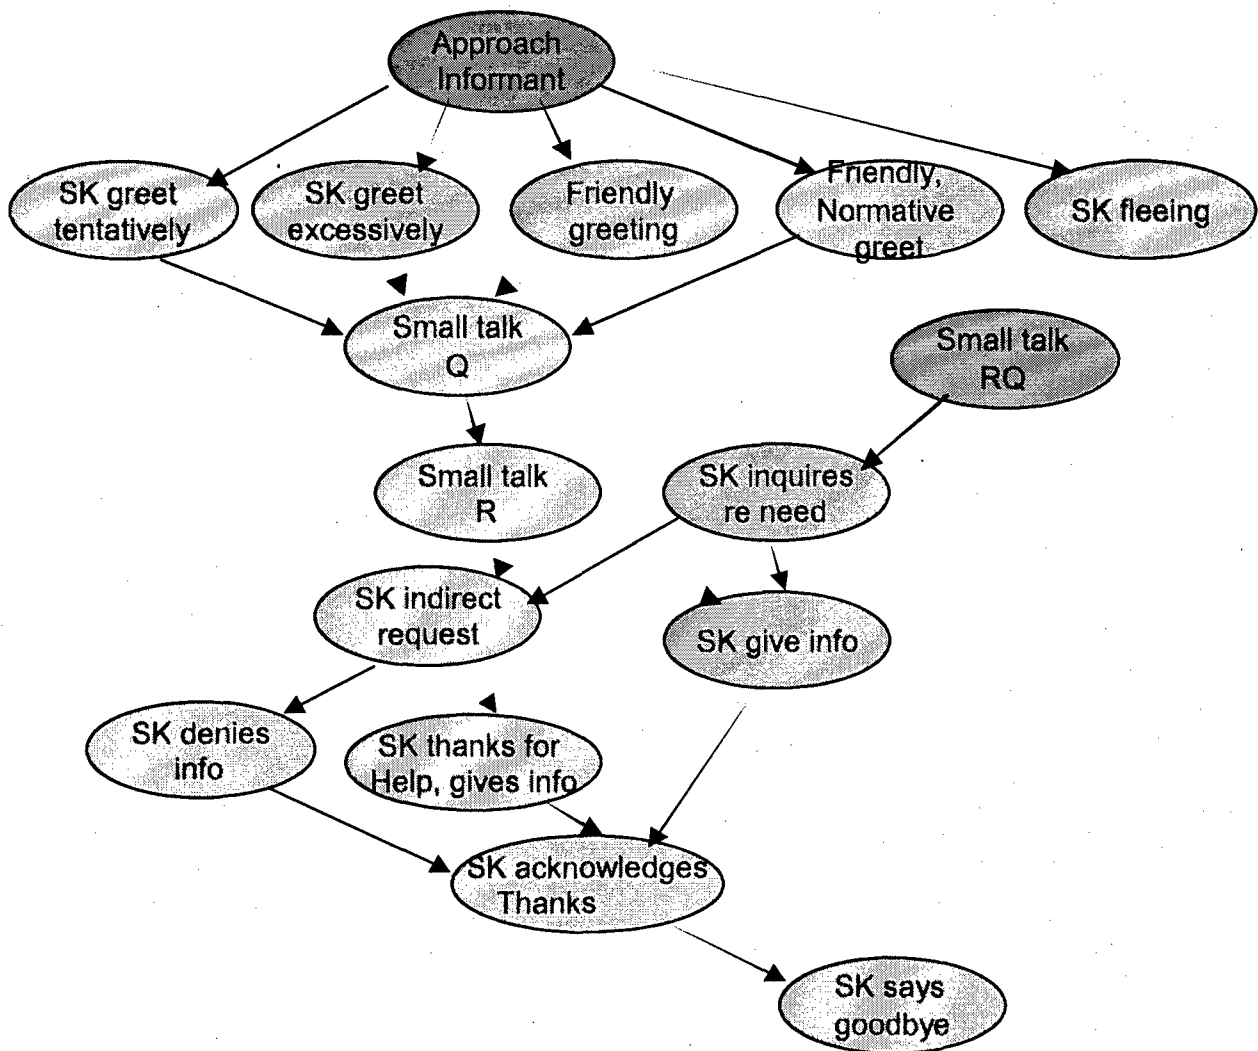 Approach
Informant
SK greet
tentatively
SK greet
excessively
Friendly
greeting
Friendly,
Normative
greet
SK fleeing
Small talk
Q
Small talk
RQ
Small talk
R
SK inquires
re need
SK indirect
request
SK give info
SK denies
info
SK thanks for
Help, gives info
SK acknowledges
Thanks
SK says
goodbye